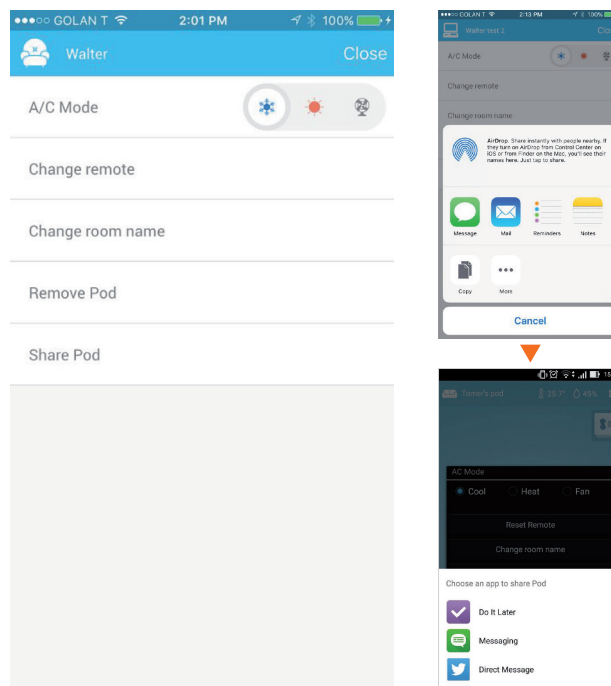 GOLAN T 2:01 PM 100%
Walter Close
A/C Mode
Change remote
Change room name
Remove Pod
Share Pod
GOLAN T 2:13 PM 100%
Walter test 2 Clo
A/C Mode
Change remote
Change room name
AirDrop. Share instantly with people nearby. If
they turn on AirDrop from Control Center on
iOS or from Finder on the Mac, you'll see their
names here. Just tap to share.
Message Mail Reminders Notes
Copy More
Cancel
Tomer's pod 45%
AC Mode
Cool Heat Fan
Reset Remote
Change room name
Choose an app to share Pod
Do It Later
Messaging
Direct Message